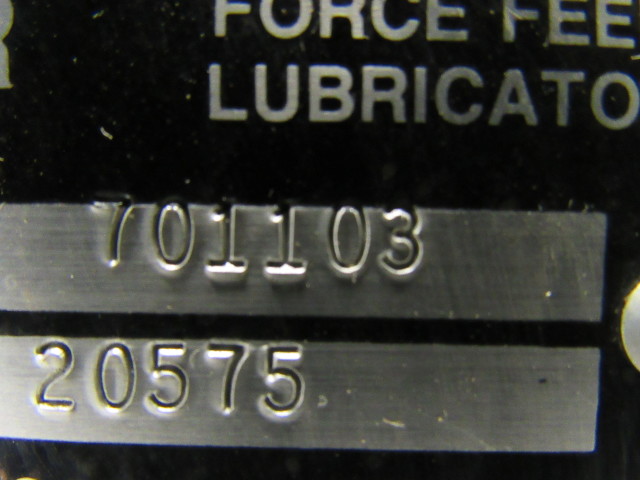 R
FORCE FEE
LUBRICATO
701103
20575